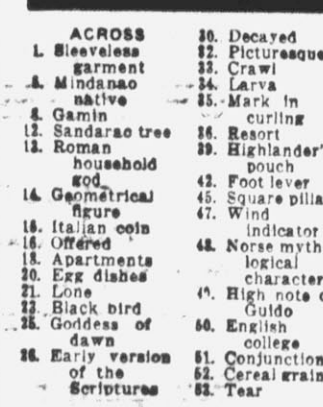 ACROSS
1. Sleeveless
garment
5. Mindanao
native
8. Gamin
12. Sandarac tree
13. Roman
household
god
14. Geometrical
figure
15. Italian coin
16. Offered
18. Apartments
20. Egg dishes
21. Lone
23. Black bird
25. Goddess of
dawn
26. Early version
of the
Scriptures
30. Decayed
32. Picturesque
33. Crawl
34. Larva
35. Mark in
curling
36. Resort
39. Highlander'
pouch
42. Foot lever
45. Square pilla
47. Wind
indicator
48. Norse myth
logical
character
49. High note o
Guido
50. English
college
51. Conjunction
52. Cereal grain
53. Tear